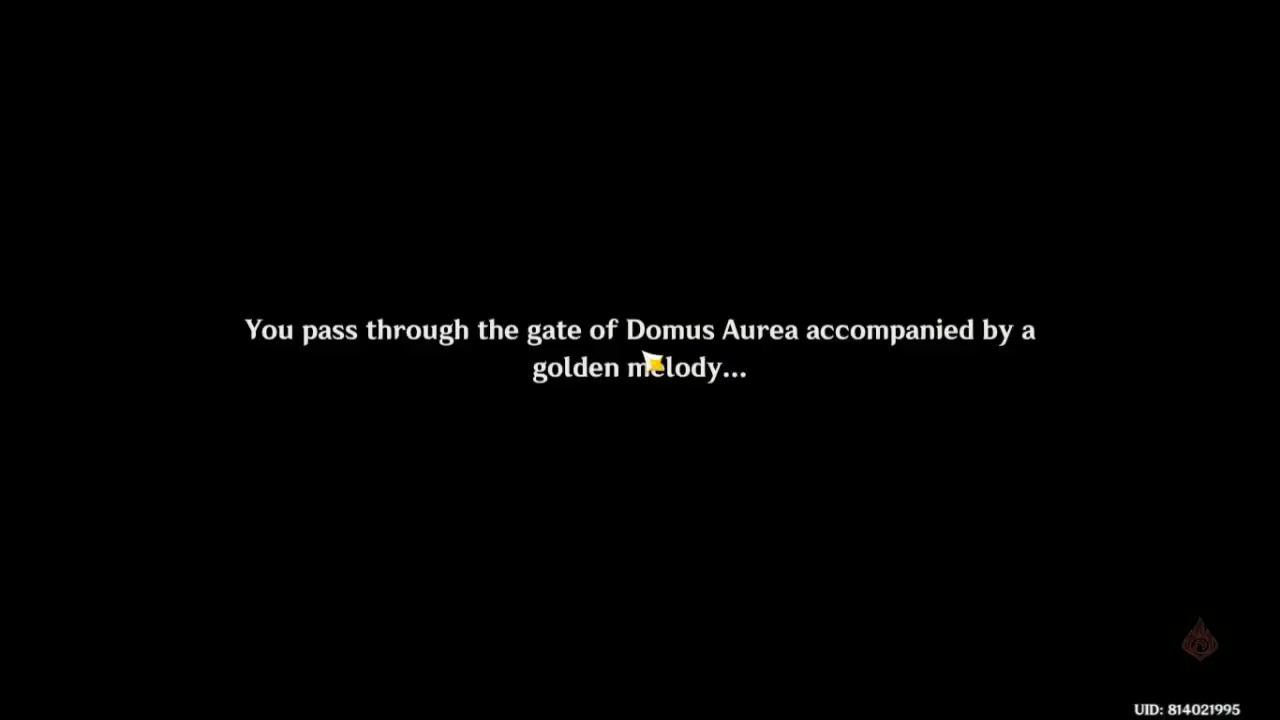 You pass through the gate of Domus Aurea accompanied by a
golden melody...
UID: 814021995